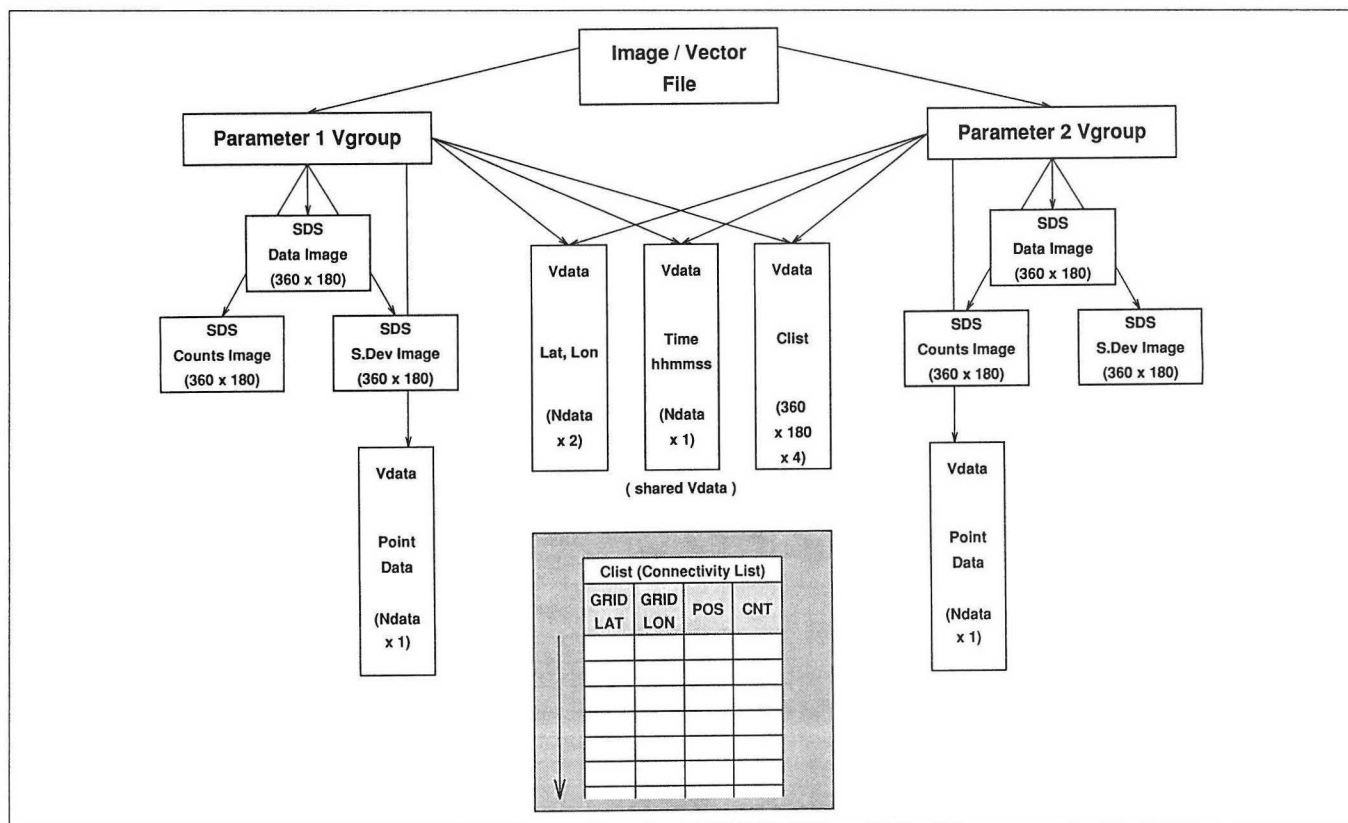 Image / Vector
File
Parameter 1 Vgroup
Parameter 2 Vgroup
SDS
Data Image
(360 x 180)
SDS
Counts Image
(360 x 180)
SDS
S.Dev Image
(360 x 180)
Vdata
Point
Data
(Ndata
x 1)
Vdata
Lat, Lon
(Ndata
x 2)
Vdata
Time
hhmmss
(Ndata
x 1)
Vdata
Clist
(360
x 180
x 4)
( shared Vdata )
SDS
Data Image
(360 x 180)
SDS
Counts Image
(360 x 180)
SDS
S.Dev Image
(360 x 180)
Vdata
Point
Data
(Ndata
x 1)
Clist (Connectivity List)
GRID
LAT
GRID
LON
POS
CNT